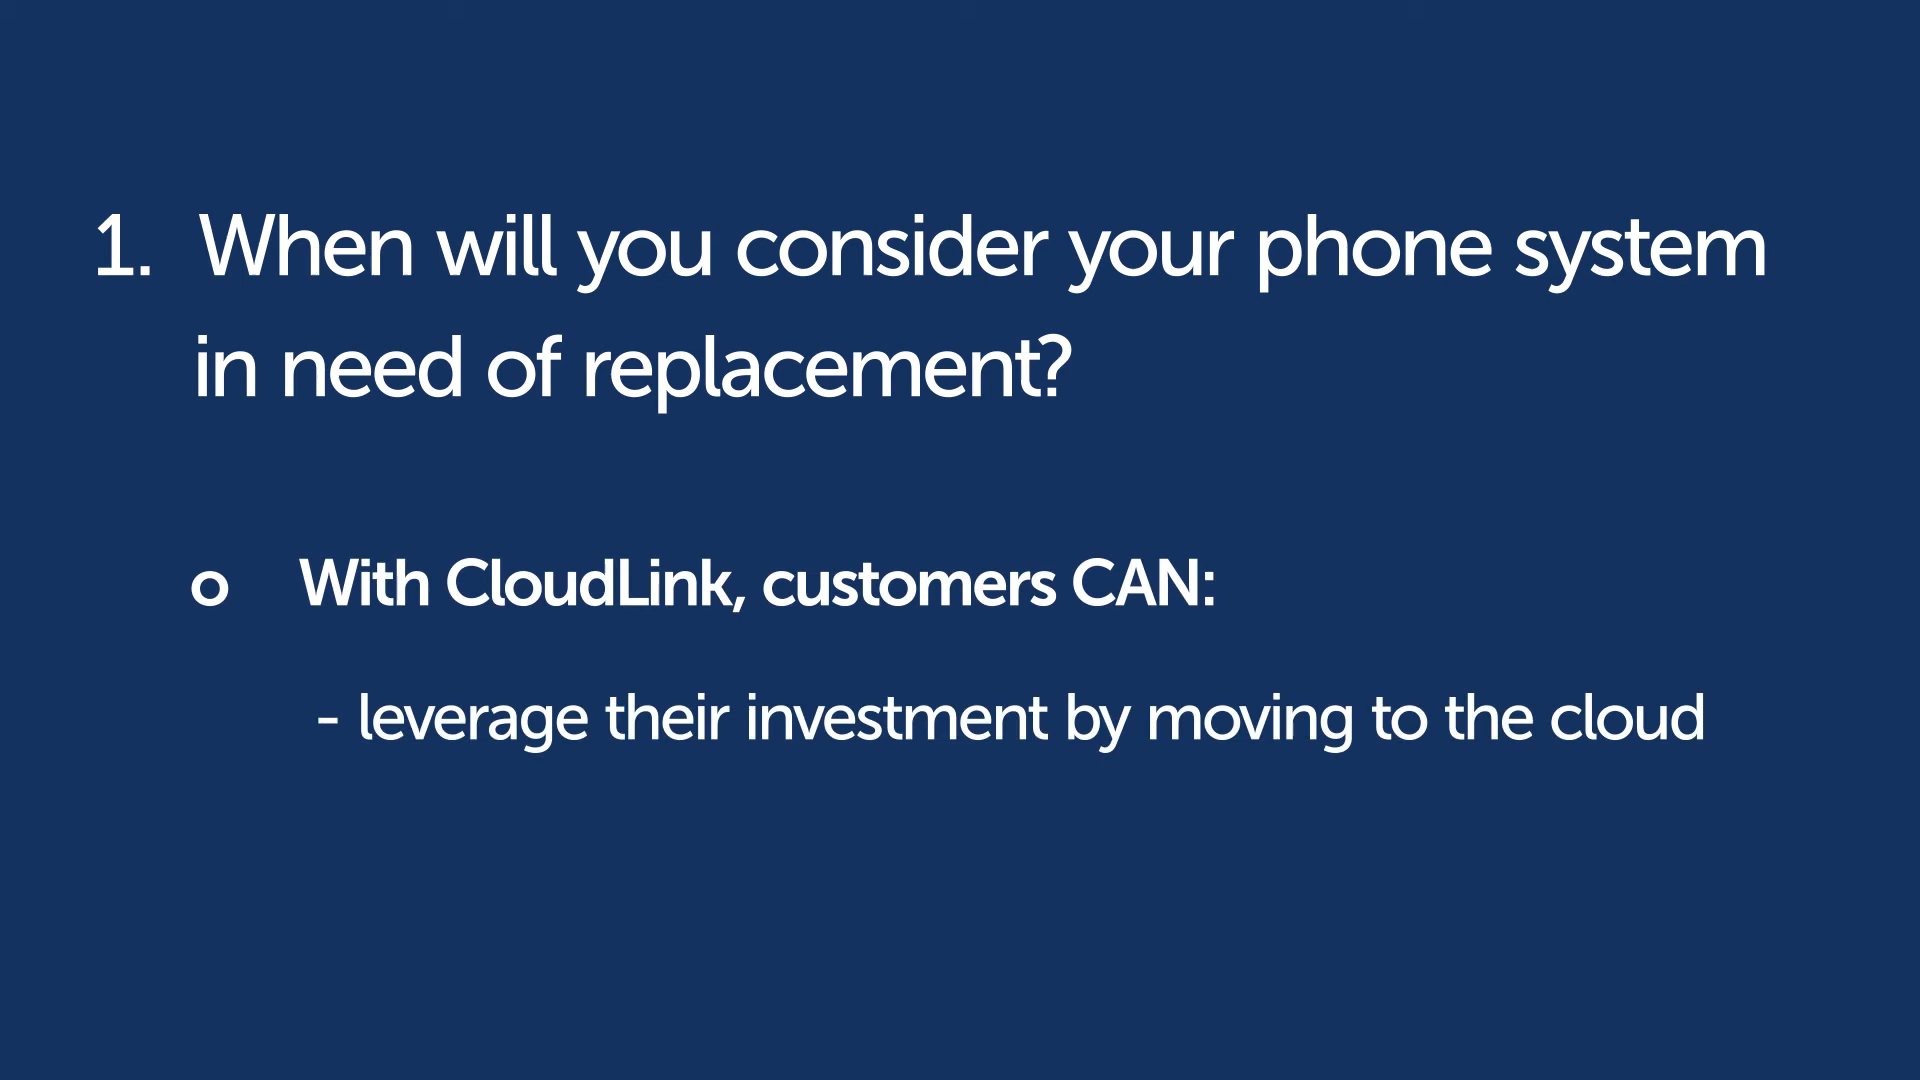 1. When will you consider your phone system
in need of replacement?
o With CloudLink, customers CAN:
- leverage their investment by moving to the cloud